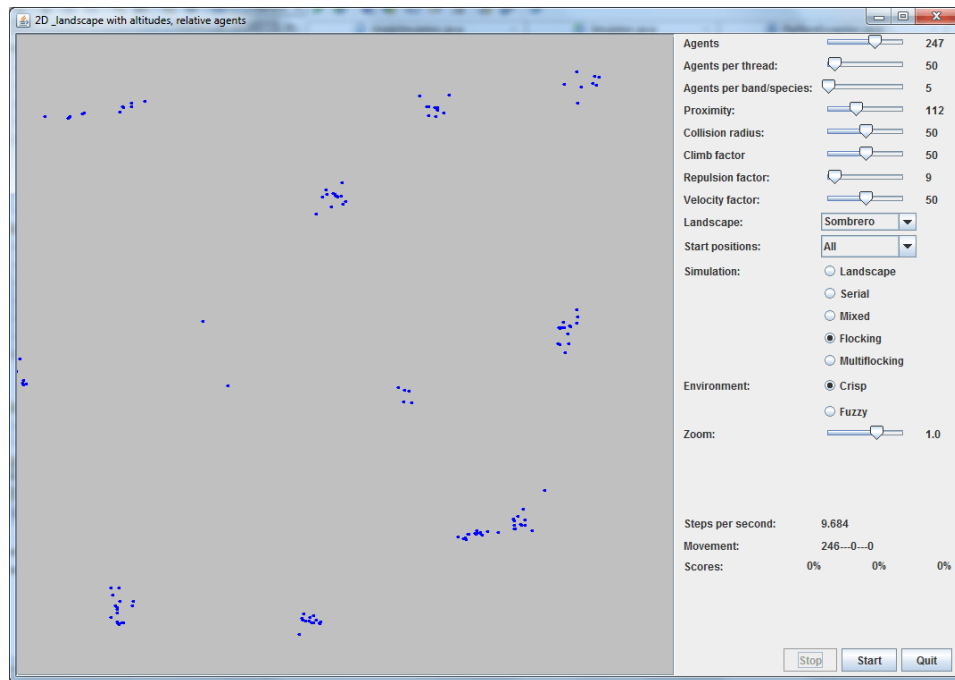 2D _landscape with altitudes, relative agents
Agents 247
Agents per thread: 50
Agents per band/species: 5
Proximity: 112
Collision radius: 50
Climb factor 50
Repulsion factor: 9
Velocity factor: 50
Landscape: Sombrero
Start positions: All
Simulation: Landscape
Serial
Mixed
Flocking
Multiflocking
Environment: Crisp
Fuzzy
Zoom: 1.0
Steps per second: 9.684
Movement: 246---0---0
Scores: 0% 0% 0%
Stop Start Quit